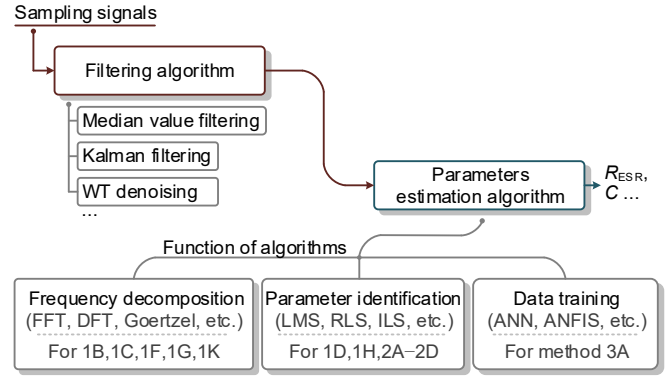 Sampling signals
Filtering algorithm
Median value filtering
Kalman filtering
WT denoising
...
Parameters
estimation algorithm
R_ESR,
C ...
Function of algorithms
Frequency decomposition
(FFT, DFT, Goertzel, etc.)
For 1B,1C,1F,1G,1K
Parameter identification
(LMS, RLS, ILS, etc.)
For 1D,1H,2A−2D
Data training
(ANN, ANFIS, etc.)
For method 3A